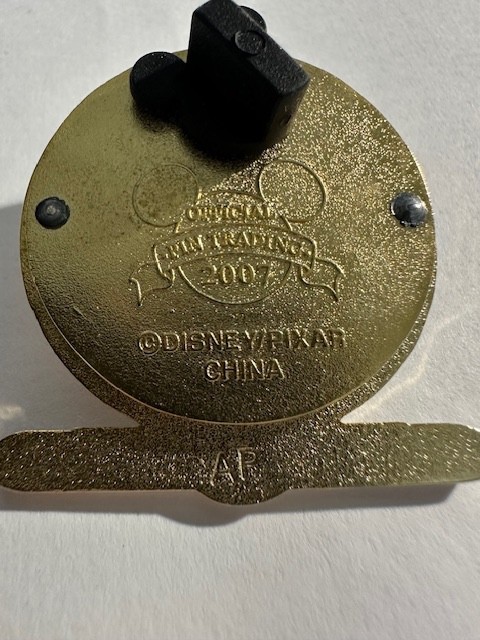 OFFICIAL
PIN TRADING
2007
©DISNEY/PIXAR
CHINA
AP